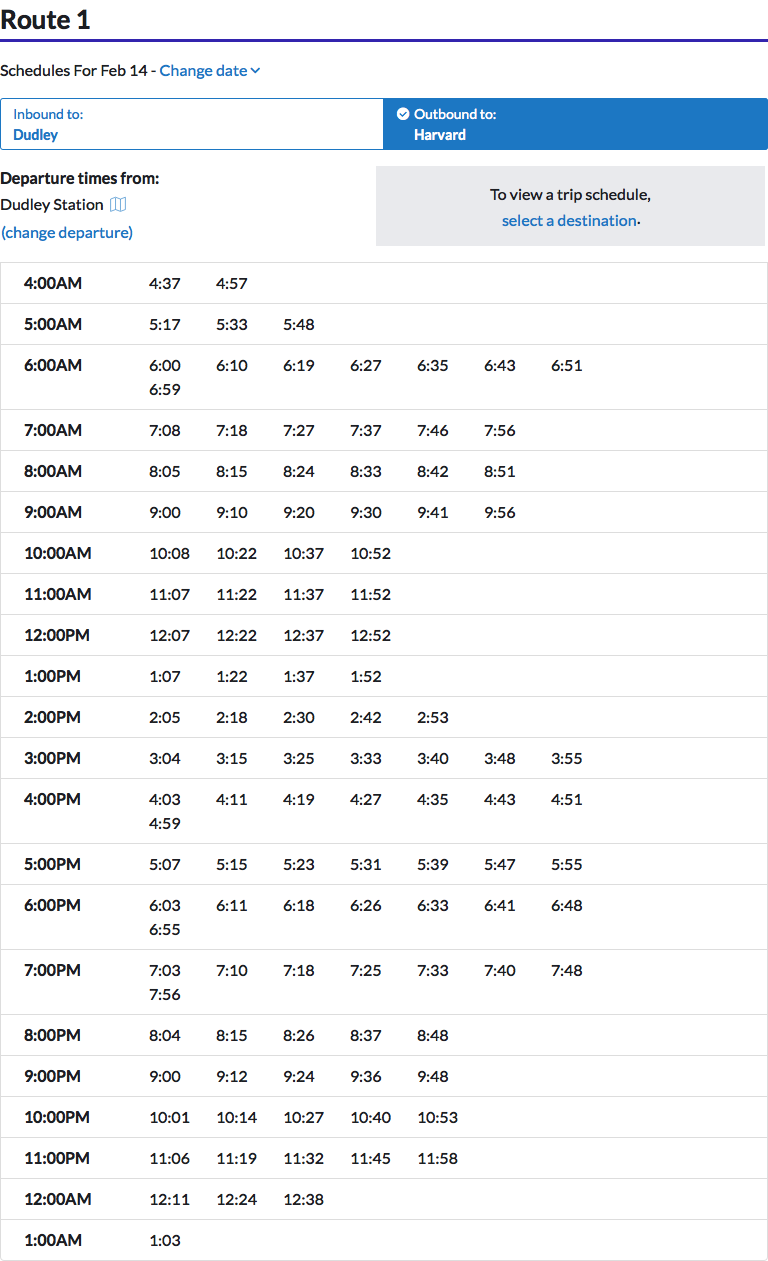 Route 1
Schedules For Feb 14 - Change date
Inbound to:
Dudley
Outbound to:
Harvard
Departure times from:
Dudley Station
(change departure)
To view a trip schedule,
select a destination.
4:00AM 4:37 4:57
5:00AM 5:17 5:33 5:48
6:00AM 6:00 6:10 6:19 6:27 6:35 6:43 6:51
6:59
7:00AM 7:08 7:18 7:27 7:37 7:46 7:56
8:00AM 8:05 8:15 8:24 8:33 8:42 8:51
9:00AM 9:00 9:10 9:20 9:30 9:41 9:56
10:00AM 10:08 10:22 10:37 10:52
11:00AM 11:07 11:22 11:37 11:52
12:00PM 12:07 12:22 12:37 12:52
1:00PM 1:07 1:22 1:37 1:52
2:00PM 2:05 2:18 2:30 2:42 2:53
3:00PM 3:04 3:15 3:25 3:33 3:40 3:48 3:55
4:00PM 4:03 4:11 4:19 4:27 4:35 4:43 4:51
4:59
5:00PM 5:07 5:15 5:23 5:31 5:39 5:47 5:55
6:00PM 6:03 6:11 6:18 6:26 6:33 6:41 6:48
6:55
7:00PM 7:03 7:10 7:18 7:25 7:33 7:40 7:48
7:56
8:00PM 8:04 8:15 8:26 8:37 8:48
9:00PM 9:00 9:12 9:24 9:36 9:48
10:00PM 10:01 10:14 10:27 10:40 10:53
11:00PM 11:06 11:19 11:32 11:45 11:58
12:00AM 12:11 12:24 12:38
1:00AM 1:03